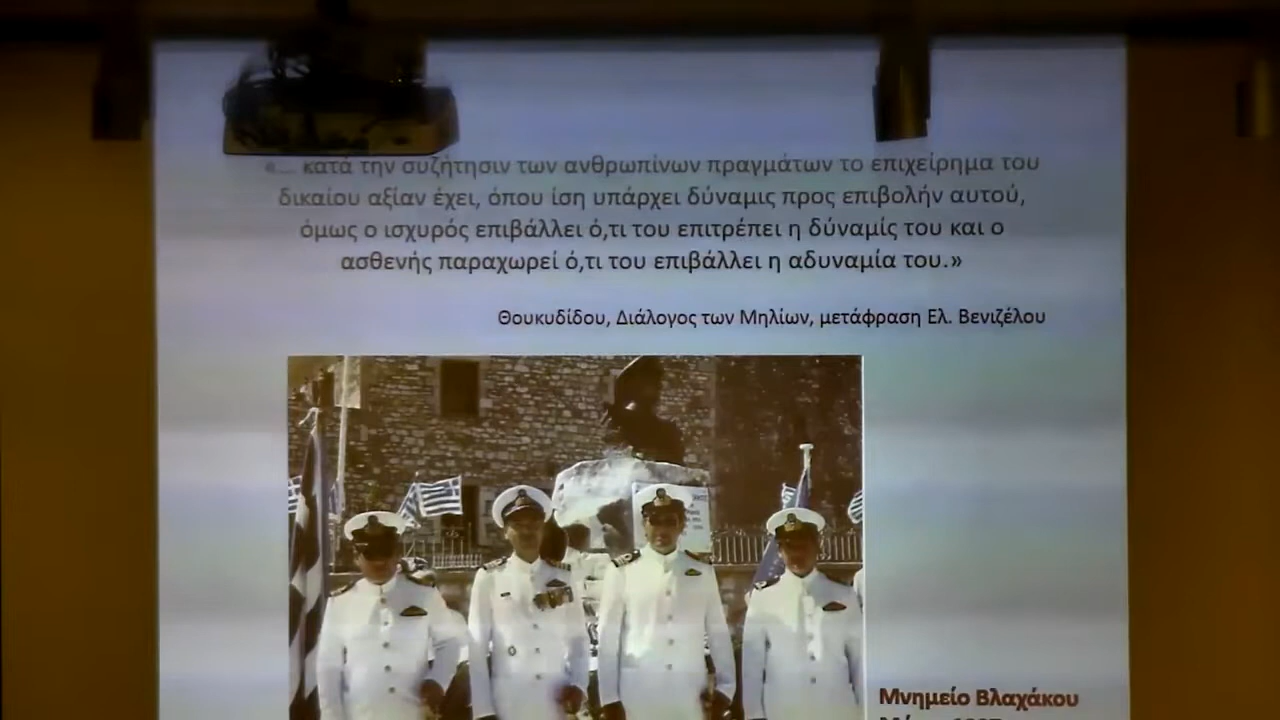 «... κατά την συζήτησιν των ανθρωπίνων πραγμάτων το επιχείρημα του
δικαίου αξίαν έχει, όπου ίση υπάρχει δύναμις προς επιβολήν αυτού,
όμως ο ισχυρός επιβάλλει ό,τι του επιτρέπει η δύναμίς του και ο
ασθενής παραχωρεί ό,τι του επιβάλλει η αδυναμία του.»
Θουκυδίδου, Διάλογος των Μηλίων, μετάφραση Ελ. Βενιζέλου
Μνημείο Βλαχάκου